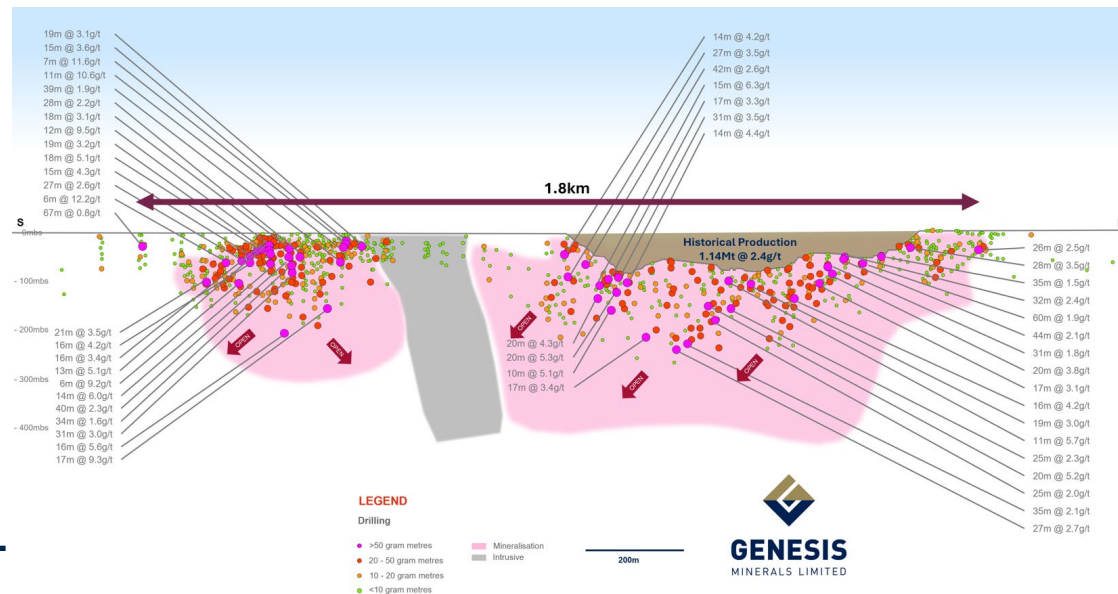 19m @ 3.1g/t
15m @ 3.6g/t
7m @ 11.6g/t
11m @ 10.6g/t
39m @ 1.9g/t
28m @ 2.2g/t
18m @ 3.1g/t
12m @ 9.5g/t
19m @ 3.2g/t
18m @ 5.1g/t
15m @ 4.3g/t
27m @ 2.6g/t
6m @ 12.2g/t
67m @ 0.8g/t
14m @ 4.2g/t
27m @ 3.5g/t
42m @ 2.6g/t
15m @ 6.3g/t
17m @ 3.3g/t
31m @ 3.5g/t
14m @ 4.4g/t
1.8km
S
0mbs
-100mbs
-200mbs
-300mbs
- 400mbs
Historical Production
1.14Mt @ 2.4g/t
OPEN
OPEN
OPEN
OPEN
OPEN
21m @ 3.5g/t
16m @ 4.2g/t
16m @ 3.4g/t
13m @ 5.1g/t
6m @ 9.2g/t
14m @ 6.0g/t
40m @ 2.3g/t
34m @ 1.6g/t
31m @ 3.0g/t
16m @ 5.6g/t
17m @ 9.3g/t
20m @ 4.3g/t
20m @ 5.3g/t
10m @ 5.1g/t
17m @ 3.4g/t
26m @ 2.5g/t
28m @ 3.5g/t
35m @ 1.5g/t
32m @ 2.4g/t
60m @ 1.9g/t
44m @ 2.1g/t
31m @ 1.8g/t
20m @ 3.8g/t
17m @ 3.1g/t
16m @ 4.2g/t
19m @ 3.0g/t
11m @ 5.7g/t
25m @ 2.3g/t
20m @ 5.2g/t
25m @ 2.0g/t
35m @ 2.1g/t
27m @ 2.7g/t
LEGEND
Drilling
>50 gram metres
20 - 50 gram metres
10 - 20 gram metres
<10 gram metres
Mineralisation
Intrusive
200m
GENESIS
MINERALS LIMITED